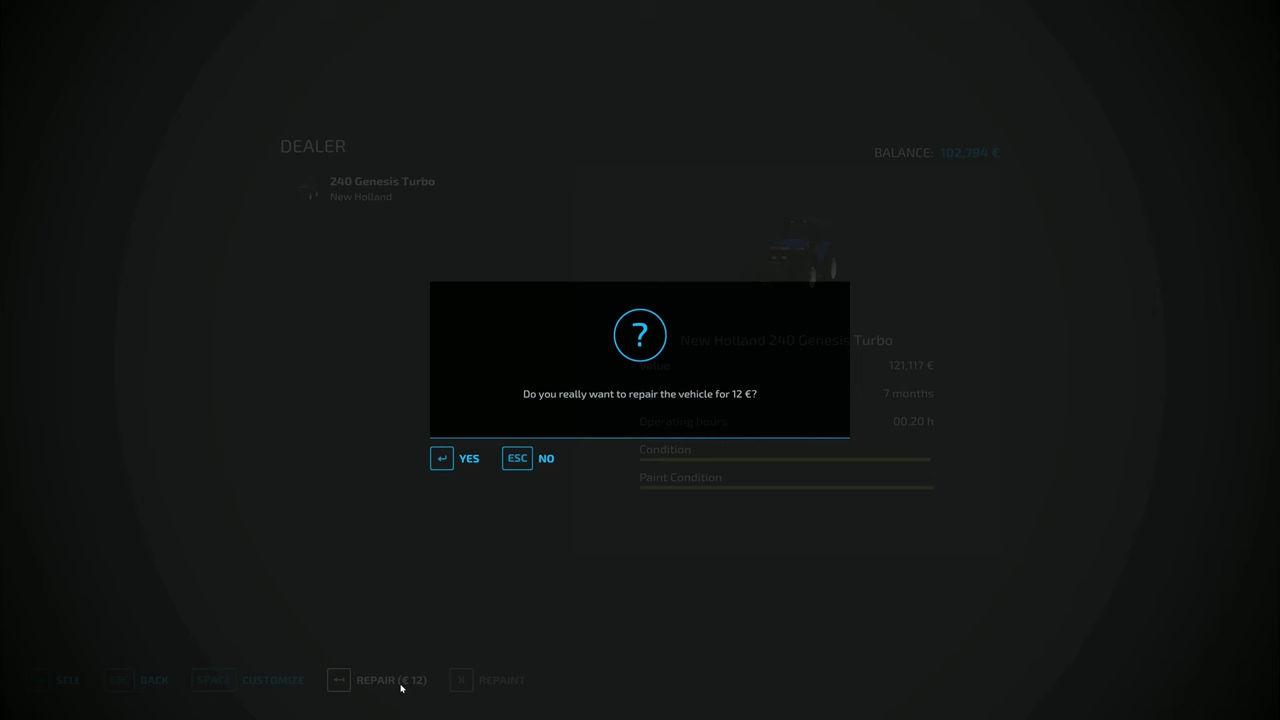 DEALER
BALANCE: 102,794 €
240 Genesis Turbo
New Holland
?
New Holland 240 Genesis Turbo
Value 121,117 €
Do you really want to repair the vehicle for 12 €?
7 months
Operating hours 00:20 h
Condition
↵ YES ESC NO
Paint Condition
SELL ESC BACK SPACE CUSTOMIZE REPAIR (€ 12) X REPAINT